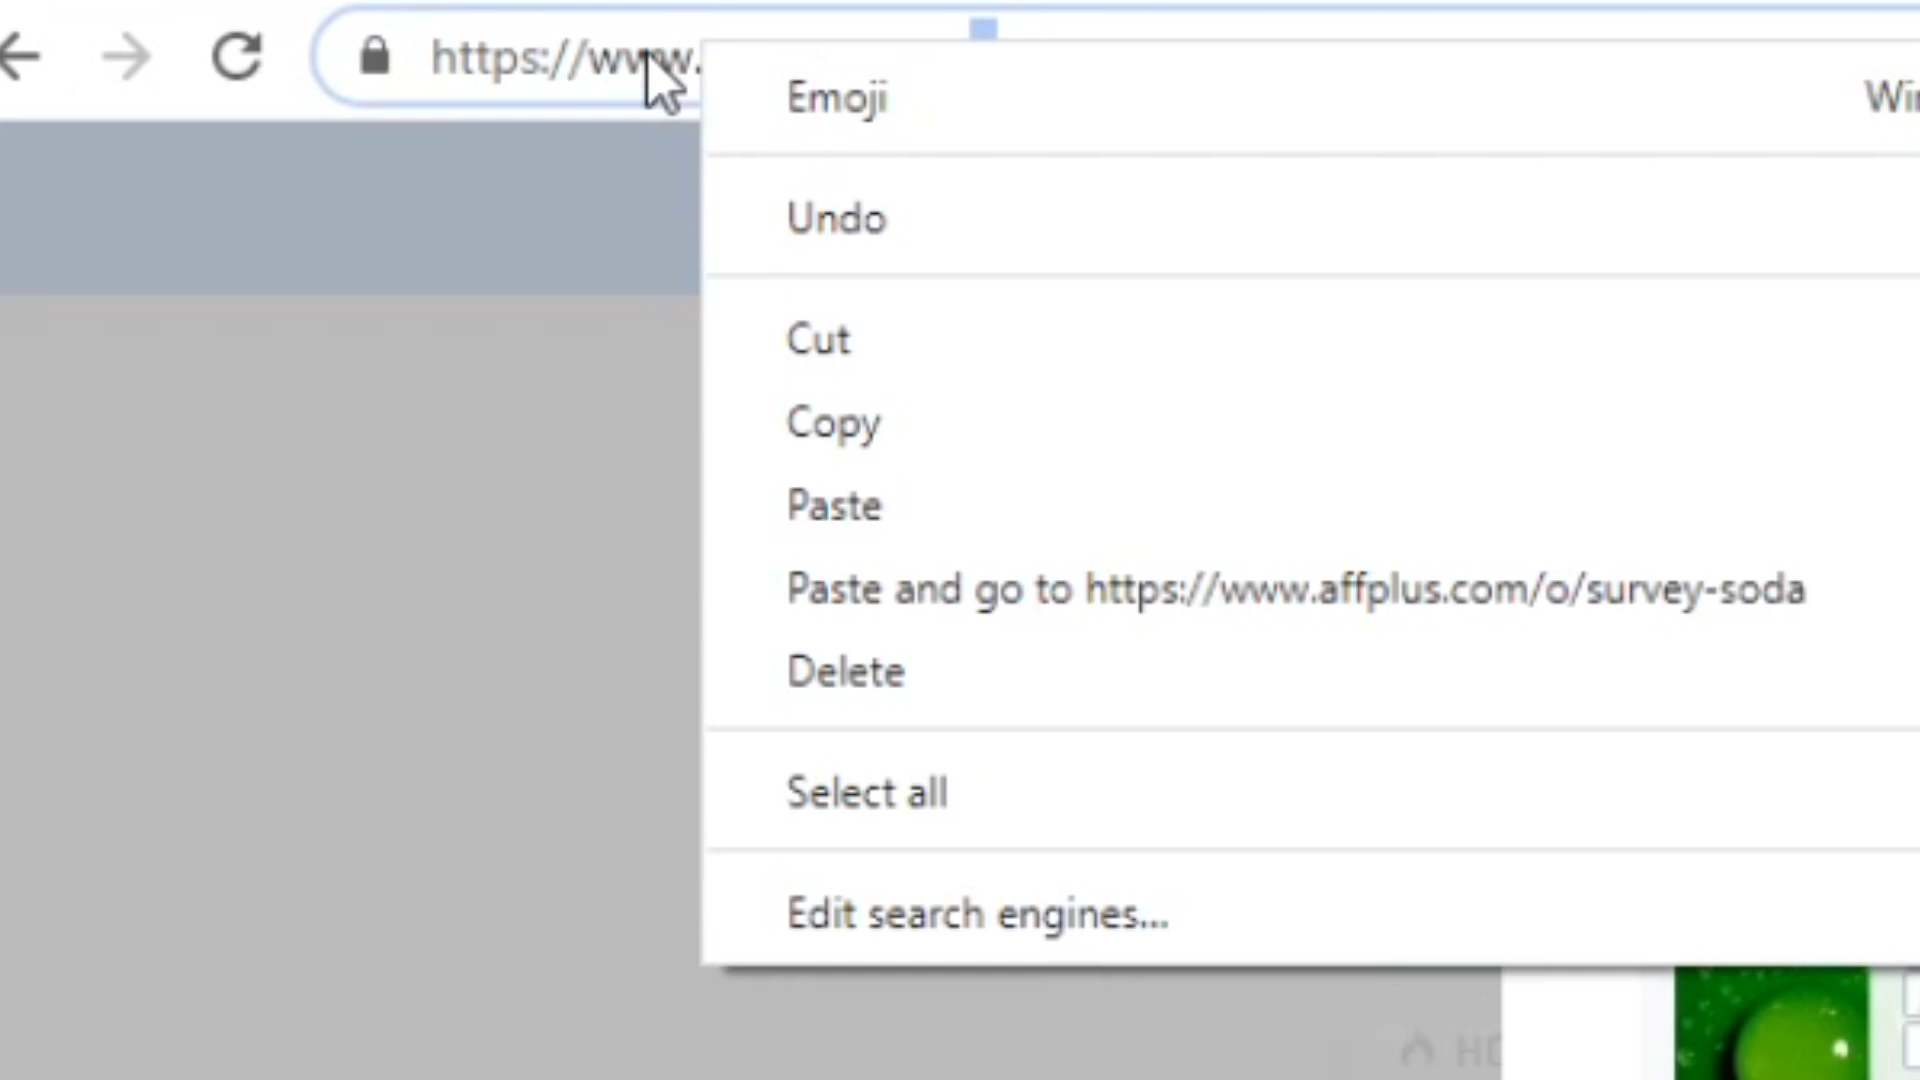 https://www.
Emoji
Undo
Cut
Copy
Paste
Paste and go to https://www.affplus.com/o/survey-soda
Delete
Select all
Edit search engines...